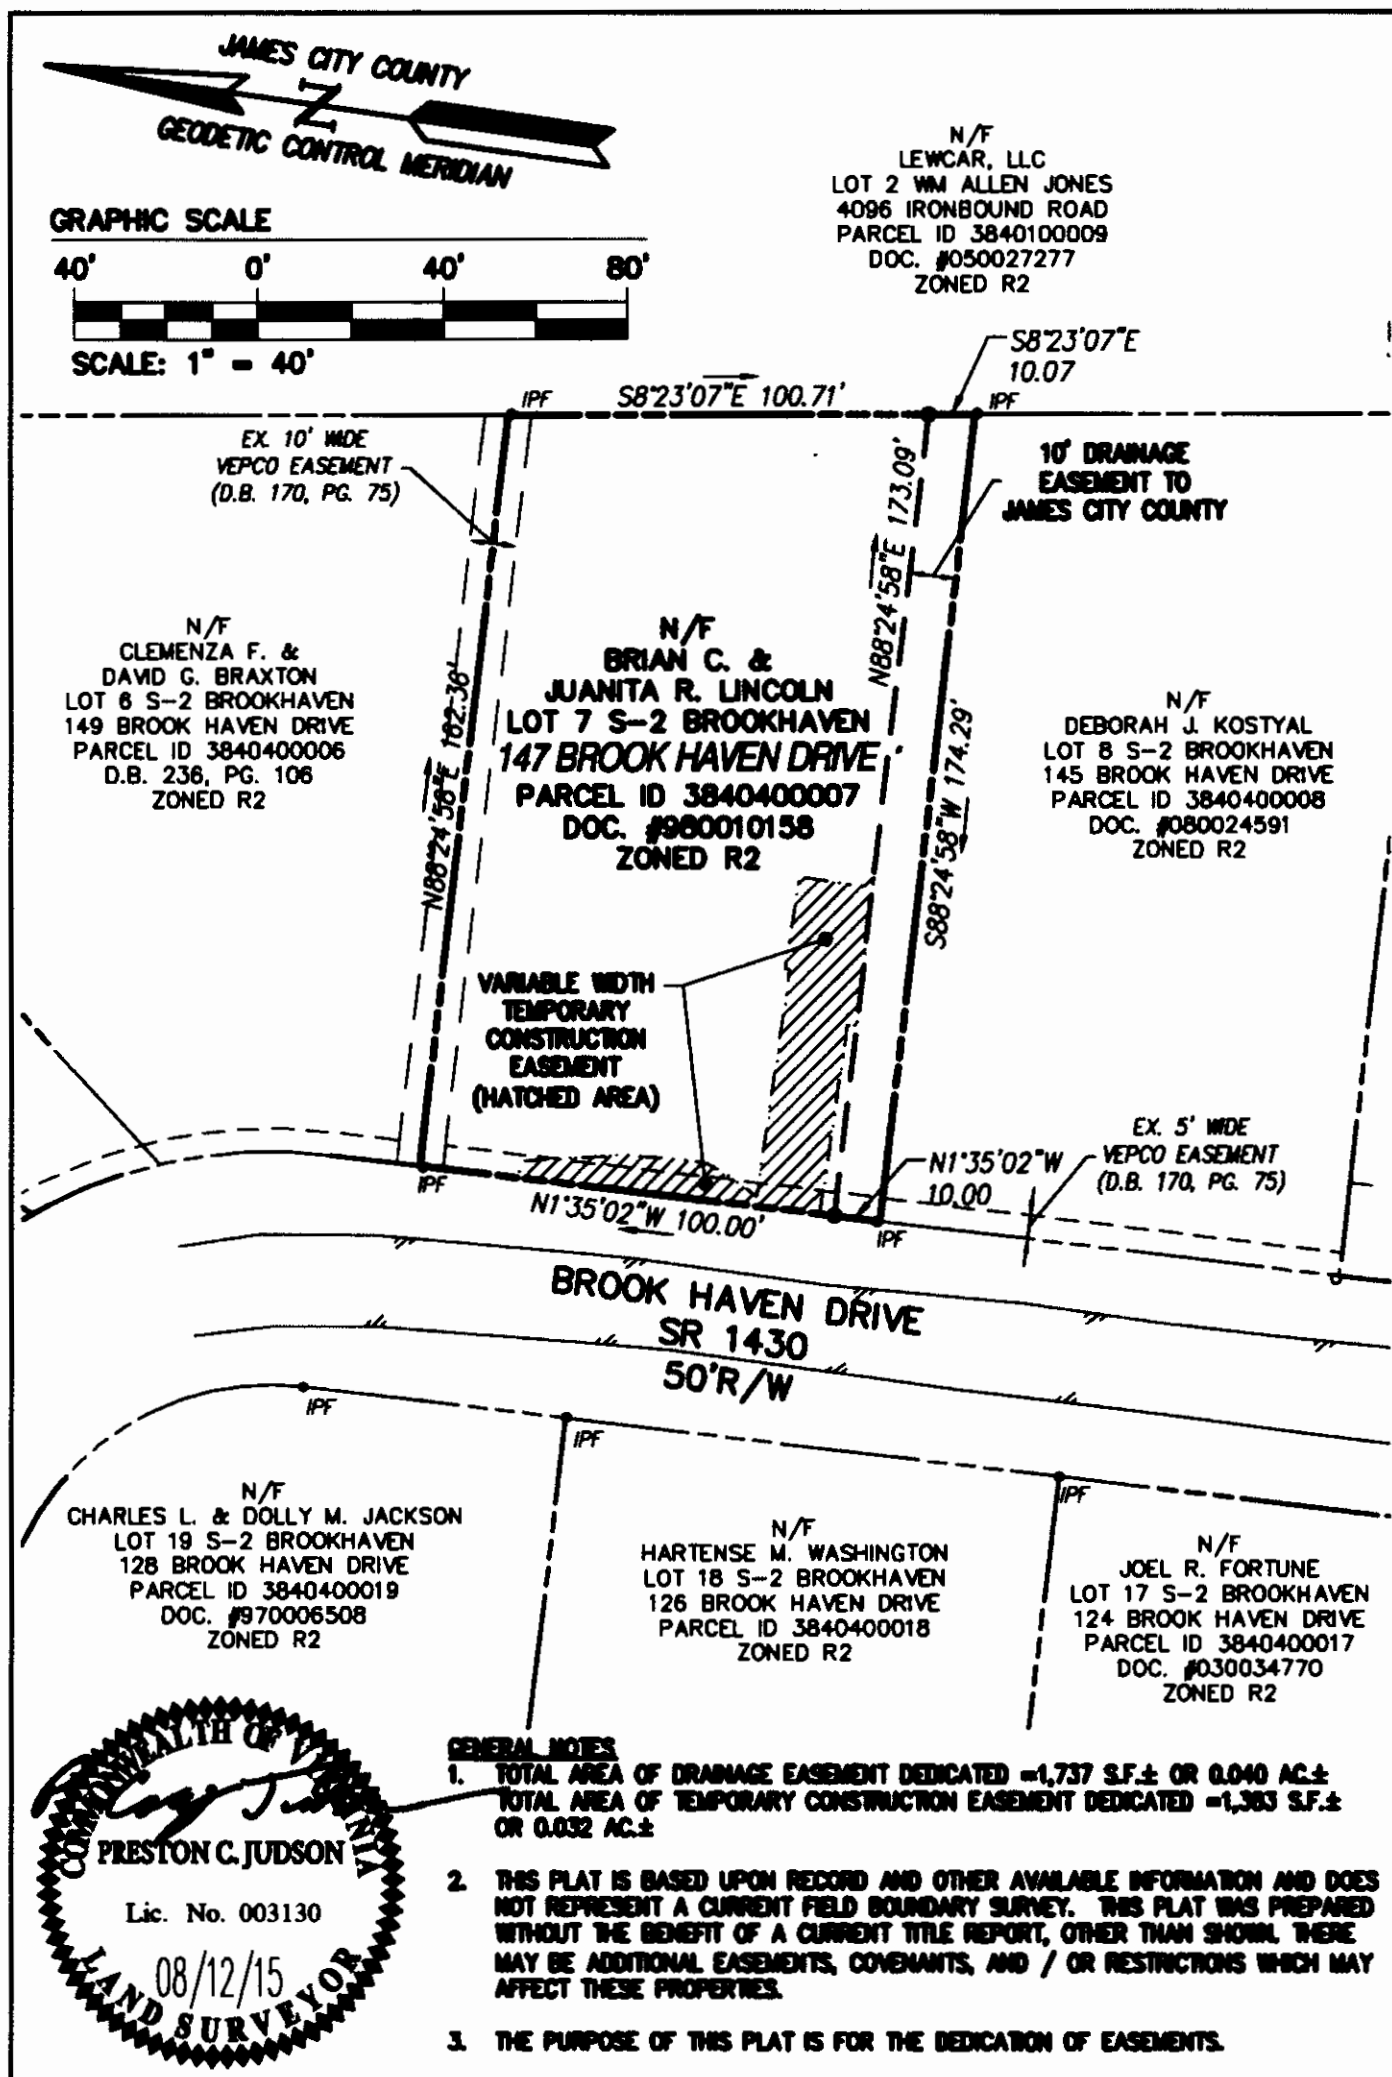 JAMES CITY COUNTY
N
GEODETIC CONTROL MERIDIAN
GRAPHIC SCALE
40' 0' 40' 80'
SCALE: 1" = 40'
N/F
LEWCAR, LLC
LOT 2 WM ALLEN JONES
4096 IRONBOUND ROAD
PARCEL ID 3840100009
DOC. #050027277
ZONED R2
S8°23'07"E
10.07
IPF
S8°23'07"E 100.71'
IPF
EX. 10' WIDE
VEPCO EASEMENT
(D.B. 170, PG. 75)
10' DRAINAGE
EASEMENT TO
JAMES CITY COUNTY
N88°24'58"E 173.09'
N/F
CLEMENZA F. &
DAVID G. BRAXTON
LOT 6 S-2 BROOKHAVEN
149 BROOK HAVEN DRIVE
PARCEL ID 3840400006
D.B. 236, PG. 106
ZONED R2
N88°24'58"E 162.38'
N/F
BRIAN C. &
JUANITA R. LINCOLN
LOT 7 S-2 BROOKHAVEN
147 BROOK HAVEN DRIVE
PARCEL ID 3840400007
DOC. #980010158
ZONED R2
S88°24'58"W 174.29'
N/F
DEBORAH J. KOSTYAL
LOT 8 S-2 BROOKHAVEN
145 BROOK HAVEN DRIVE
PARCEL ID 3840400008
DOC. #080024591
ZONED R2
VARIABLE WIDTH
TEMPORARY
CONSTRUCTION
EASEMENT
(HATCHED AREA)
EX. 5' WIDE
VEPCO EASEMENT
(D.B. 170, PG. 75)
N1°35'02"W
10.00
IPF
N1°35'02"W 100.00'
IPF
BROOK HAVEN DRIVE
SR 1430
50'R/W
IPF
IPF
IPF
N/F
CHARLES L. & DOLLY M. JACKSON
LOT 19 S-2 BROOKHAVEN
128 BROOK HAVEN DRIVE
PARCEL ID 3840400019
DOC. #970006508
ZONED R2
N/F
HARTENSE M. WASHINGTON
LOT 18 S-2 BROOKHAVEN
126 BROOK HAVEN DRIVE
PARCEL ID 3840400018
ZONED R2
N/F
JOEL R. FORTUNE
LOT 17 S-2 BROOKHAVEN
124 BROOK HAVEN DRIVE
PARCEL ID 3840400017
DOC. #030034770
ZONED R2
COMMONWEALTH OF VIRGINIA
PRESTON C. JUDSON
Lic. No. 003130
08/12/15
LAND SURVEYOR
GENERAL NOTES
1. TOTAL AREA OF DRAINAGE EASEMENT DEDICATED =1,737 S.F.± OR 0.040 AC.±
TOTAL AREA OF TEMPORARY CONSTRUCTION EASEMENT DEDICATED =1,383 S.F.±
OR 0.032 AC.±
2. THIS PLAT IS BASED UPON RECORD AND OTHER AVAILABLE INFORMATION AND DOES
NOT REPRESENT A CURRENT FIELD BOUNDARY SURVEY. THIS PLAT WAS PREPARED
WITHOUT THE BENEFIT OF A CURRENT TITLE REPORT, OTHER THAN SHOWN. THERE
MAY BE ADDITIONAL EASEMENTS, COVENANTS, AND / OR RESTRICTIONS WHICH MAY
AFFECT THESE PROPERTIES.
3. THE PURPOSE OF THIS PLAT IS FOR THE DEDICATION OF EASEMENTS.